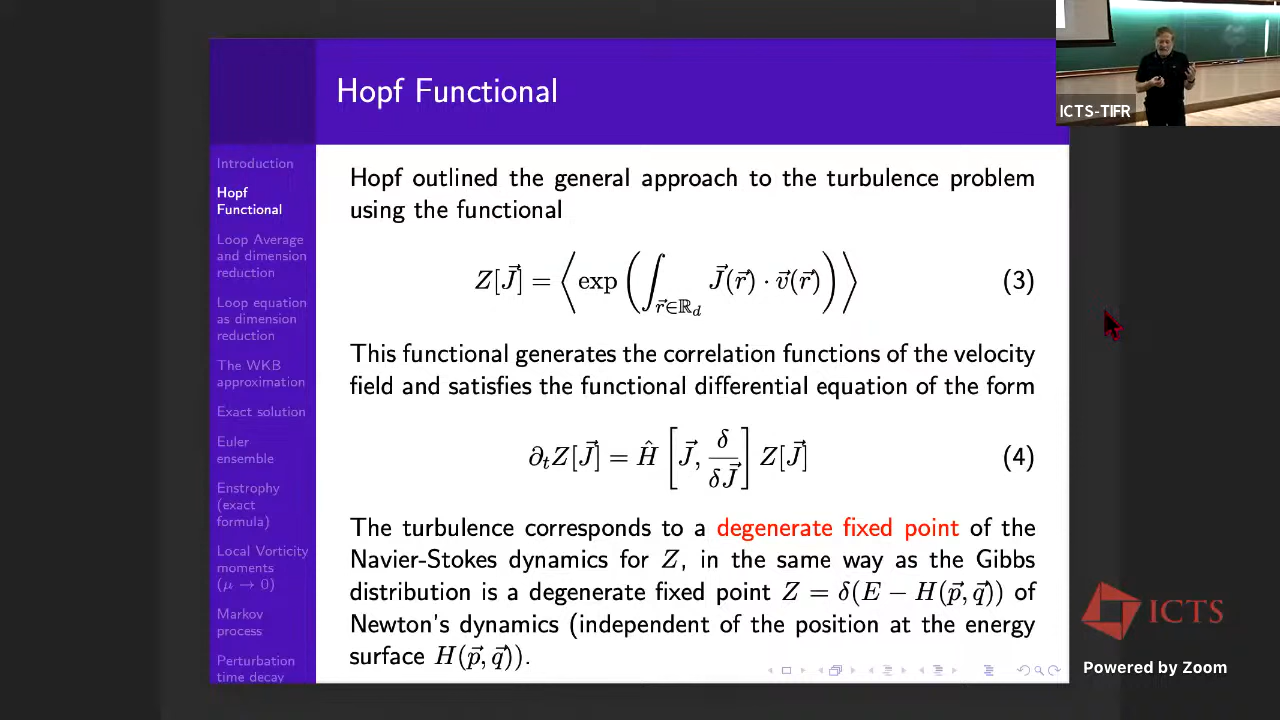 Hopf Functional
ICTS-TIFR
Introduction
Hopf
Functional
Loop Average
and dimension
reduction
Loop equation
as dimension
reduction
The WKB
approximation
Exact solution
Euler
ensemble
Enstrophy
(exact
formula)
Local Vorticity
moments
(μ → 0)
Markov
process
Perturbation
time decay
Hopf outlined the general approach to the turbulence problem
using the functional
Z[J⃗] = ⟨exp (∫_{r⃗∈ℝ_d} J⃗(r⃗) · v⃗(r⃗))⟩ (3)
This functional generates the correlation functions of the velocity
field and satisfies the functional differential equation of the form
∂_t Z[J⃗] = Ĥ [J⃗, δ/δJ⃗] Z[J⃗] (4)
The turbulence corresponds to a degenerate fixed point of the
Navier-Stokes dynamics for Z, in the same way as the Gibbs
distribution is a degenerate fixed point Z = δ(E − H(p⃗, q⃗)) of
Newton's dynamics (independent of the position at the energy
surface H(p⃗, q⃗)).
ICTS
Powered by Zoom